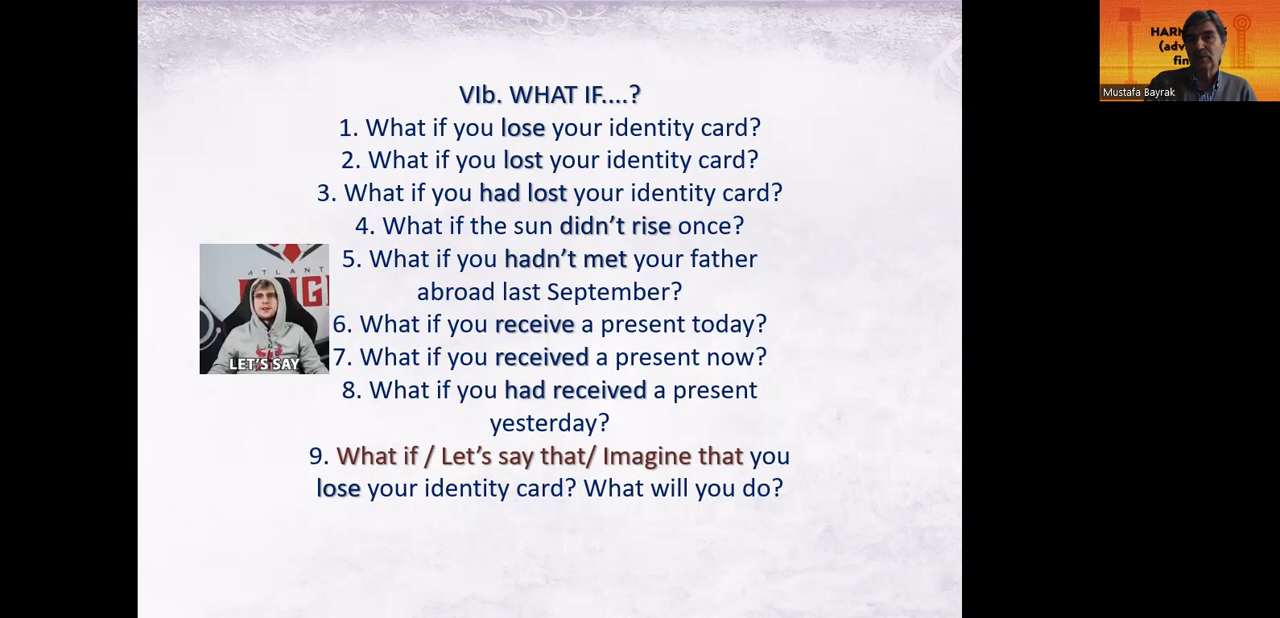 VIb. WHAT IF....?
1. What if you lose your identity card?
2. What if you lost your identity card?
3. What if you had lost your identity card?
4. What if the sun didn't rise once?
5. What if you hadn't met your father
abroad last September?
6. What if you receive a present today?
7. What if you received a present now?
8. What if you had received a present
yesterday?
9. What if / Let's say that/ Imagine that you
lose your identity card? What will you do?
ATLANT
LET'S SAY
(adv
fin
Mustafa Bayrak